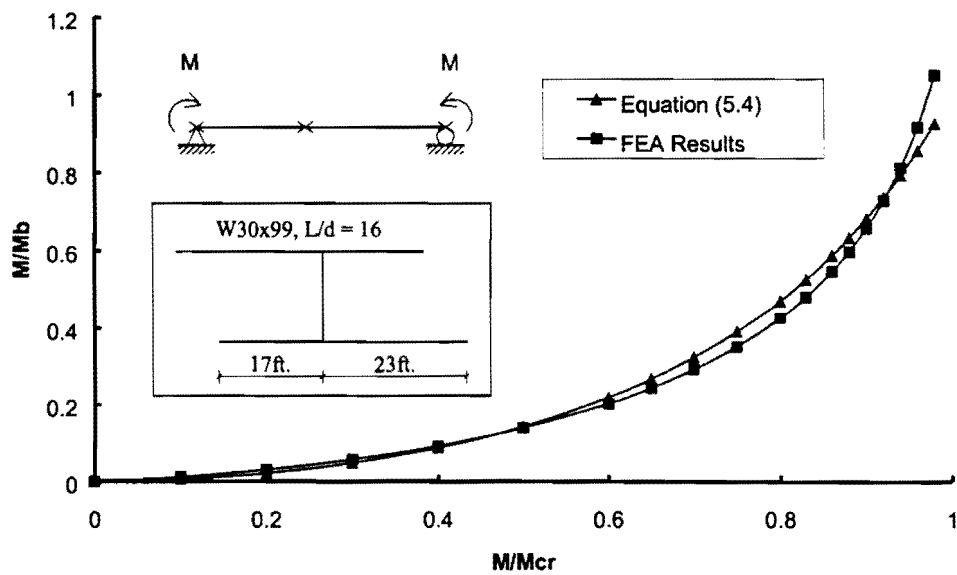 1.2
1
0.8
0.6
0.4
0.2
0
M/Mb
M
M
Equation (5.4)
FEA Results
W30x99, L/d = 16
17ft.
23ft.
0
0.2
0.4
0.6
0.8
1
M/Mcr